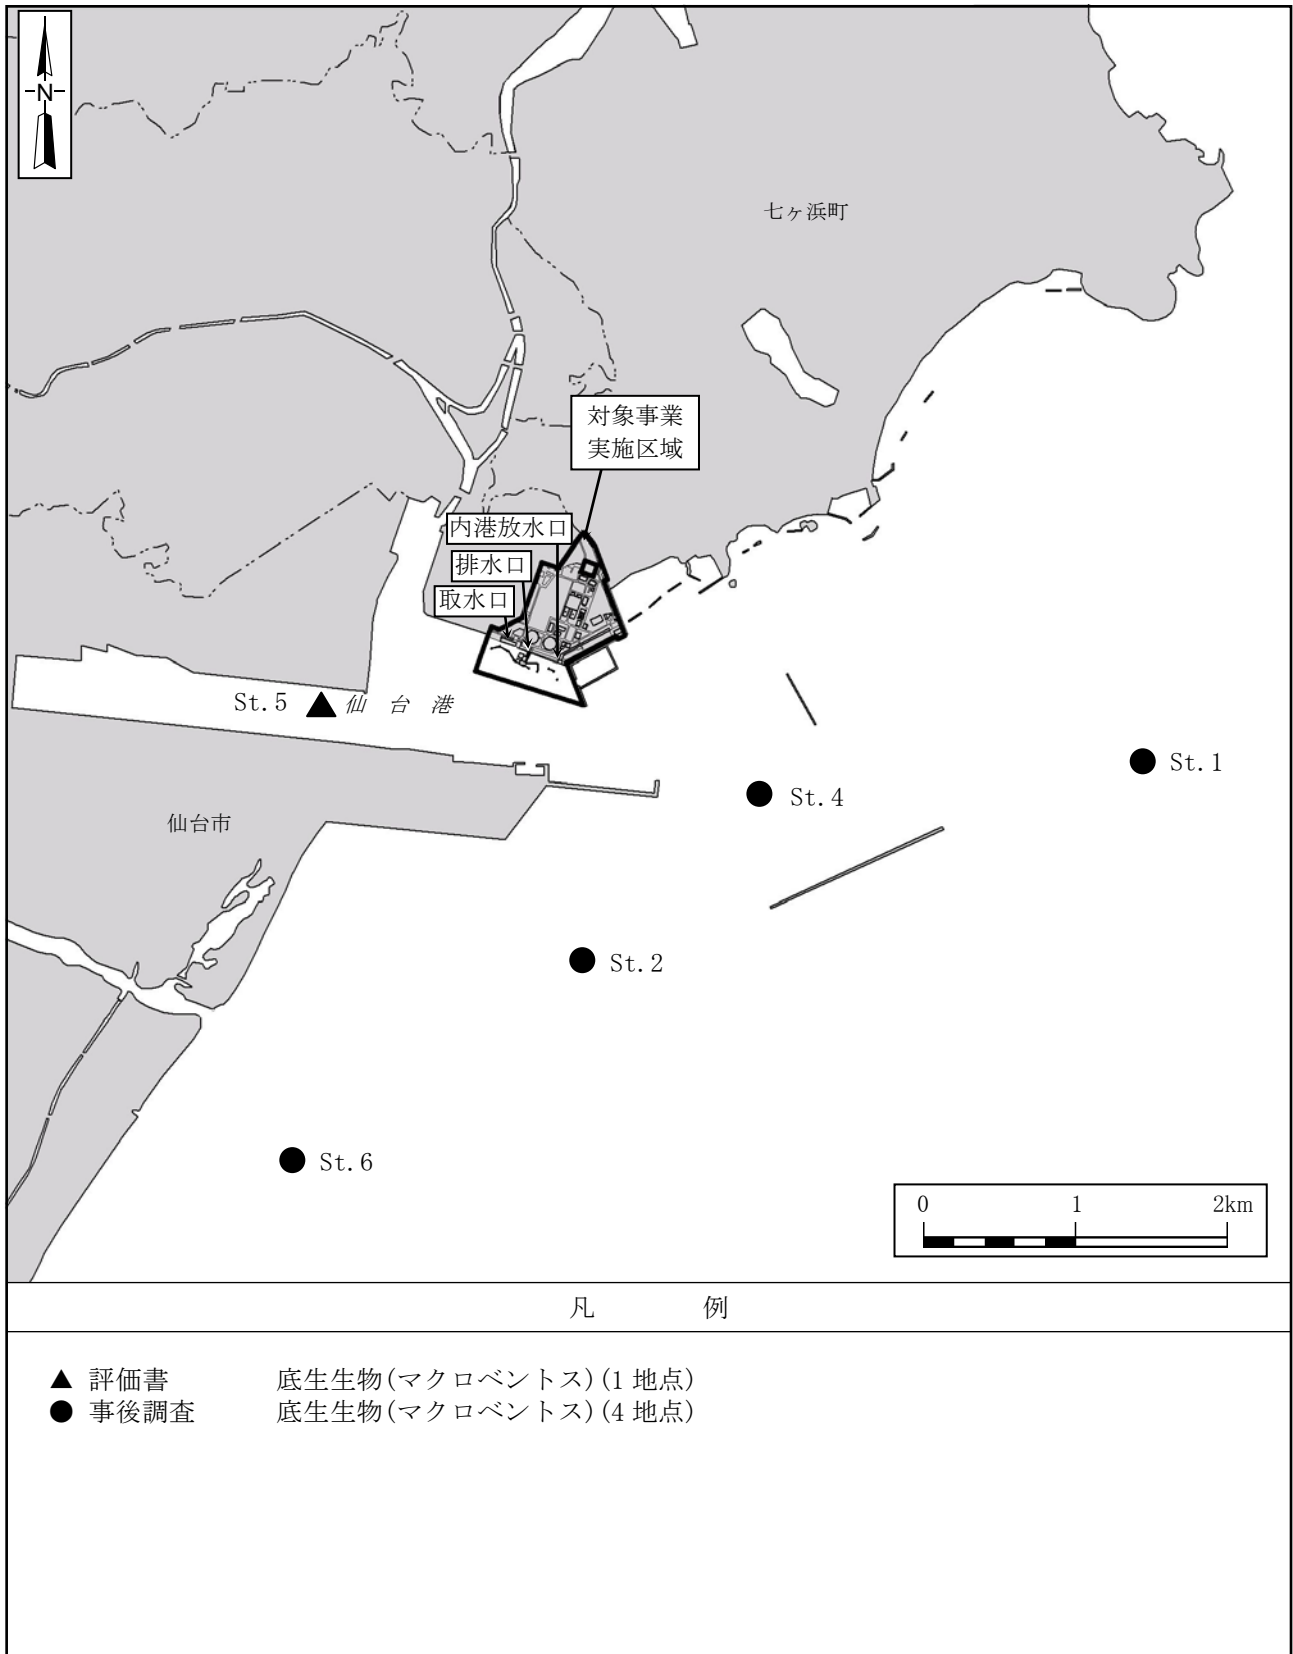 N
七ヶ浜町
対象事業
実施区域
内港放水口
排水口
取水口
St.5
仙台港
St.1
St.4
仙台市
St.2
St.6
0 1 2km
凡 例
▲ 評価書 底生生物(マクロベントス)(1地点)
● 事後調査 底生生物(マクロベントス)(4地点)